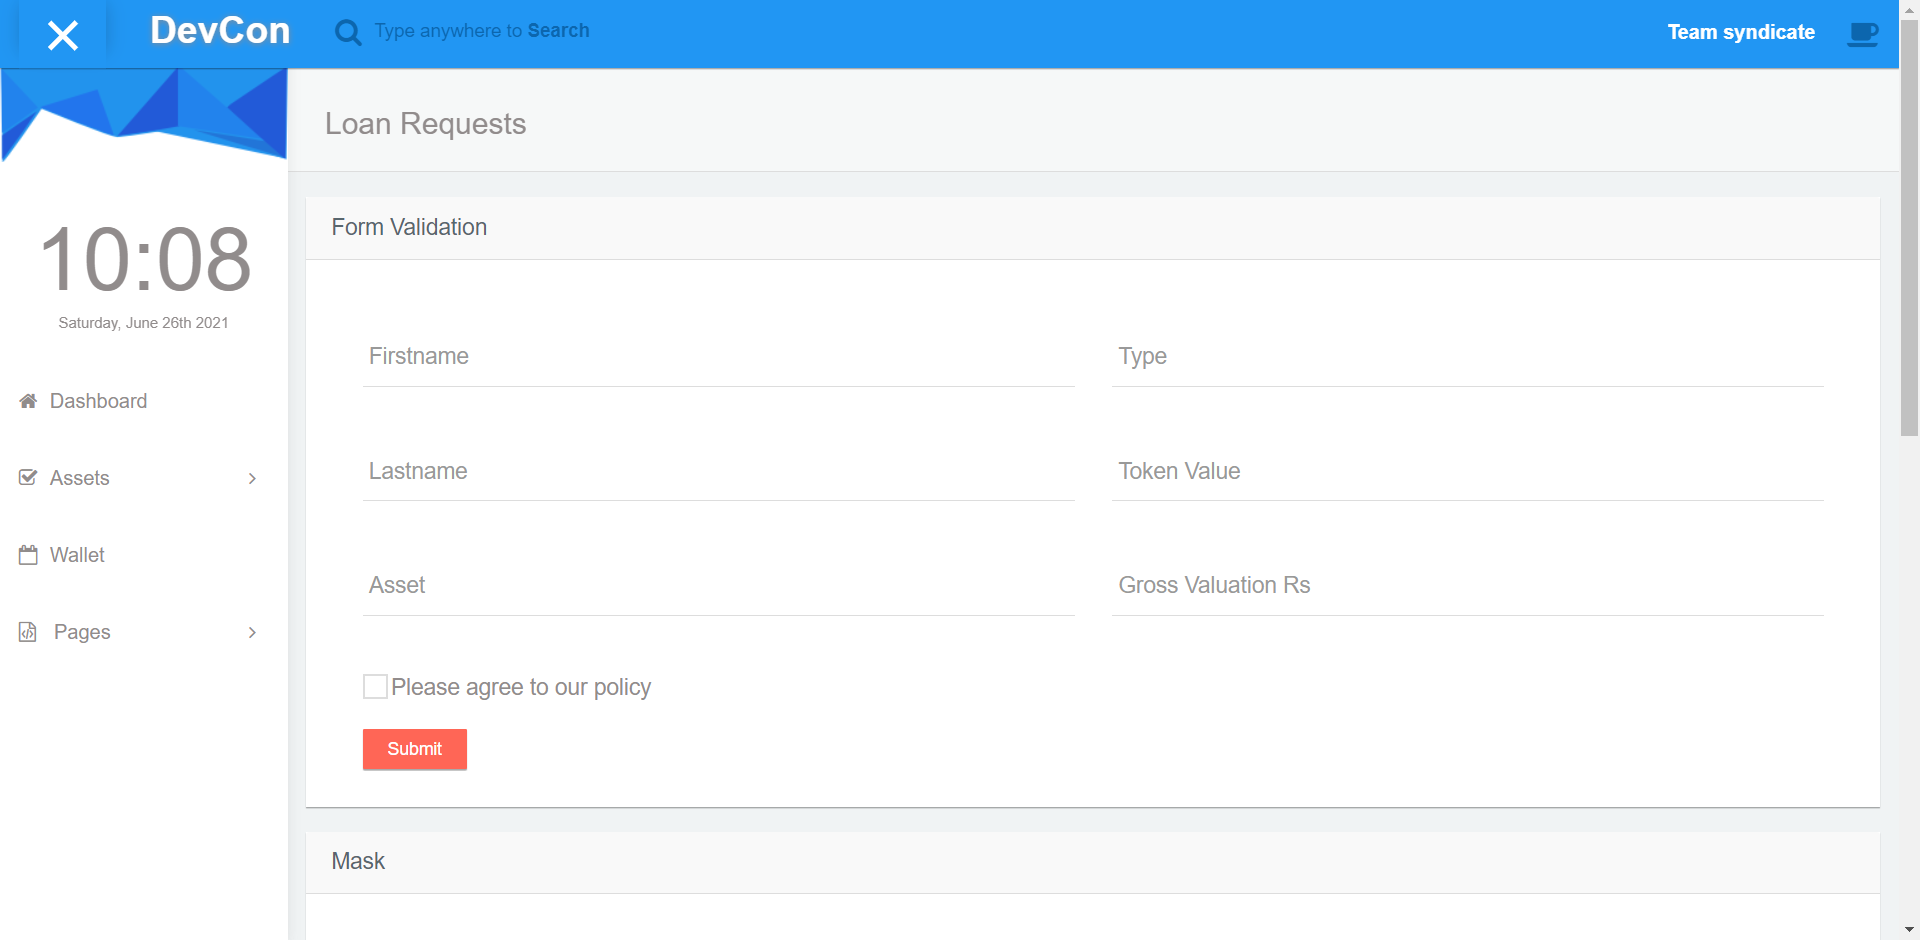 DevCon
Type anywhere to Search
Team syndicate
10:08
Saturday, June 26th 2021
Dashboard
Assets
Wallet
Pages
Loan Requests
Form Validation
Firstname
Type
Lastname
Token Value
Asset
Gross Valuation Rs
Please agree to our policy
Submit
Mask